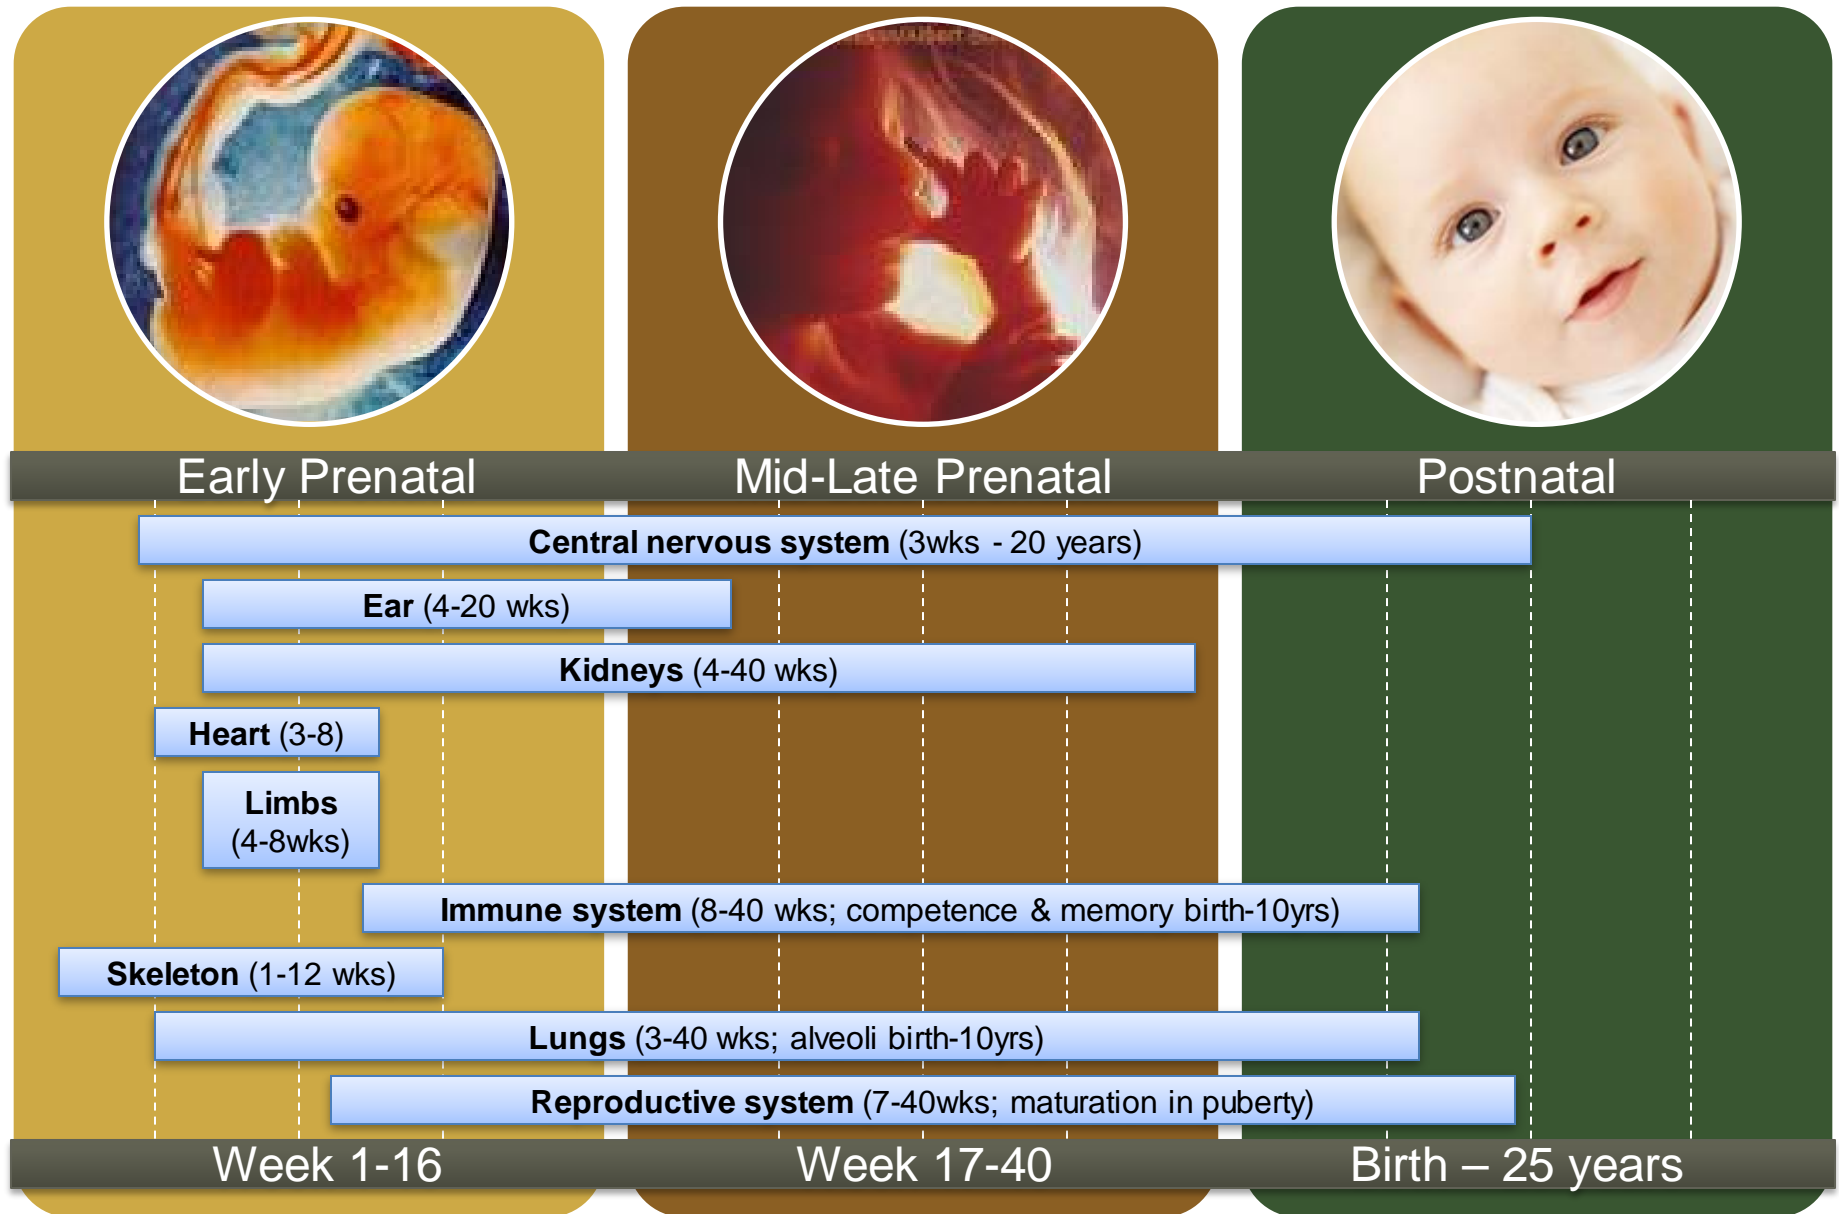 Early Prenatal
Mid-Late Prenatal
Postnatal
Central nervous system (3wks - 20 years)
Ear (4-20 wks)
Kidneys (4-40 wks)
Heart (3-8)
Limbs
(4-8wks)
Immune system (8-40 wks; competence & memory birth-10yrs)
Skeleton (1-12 wks)
Lungs (3-40 wks; alveoli birth-10yrs)
Reproductive system (7-40wks; maturation in puberty)
Week 1-16
Week 17-40
Birth – 25 years